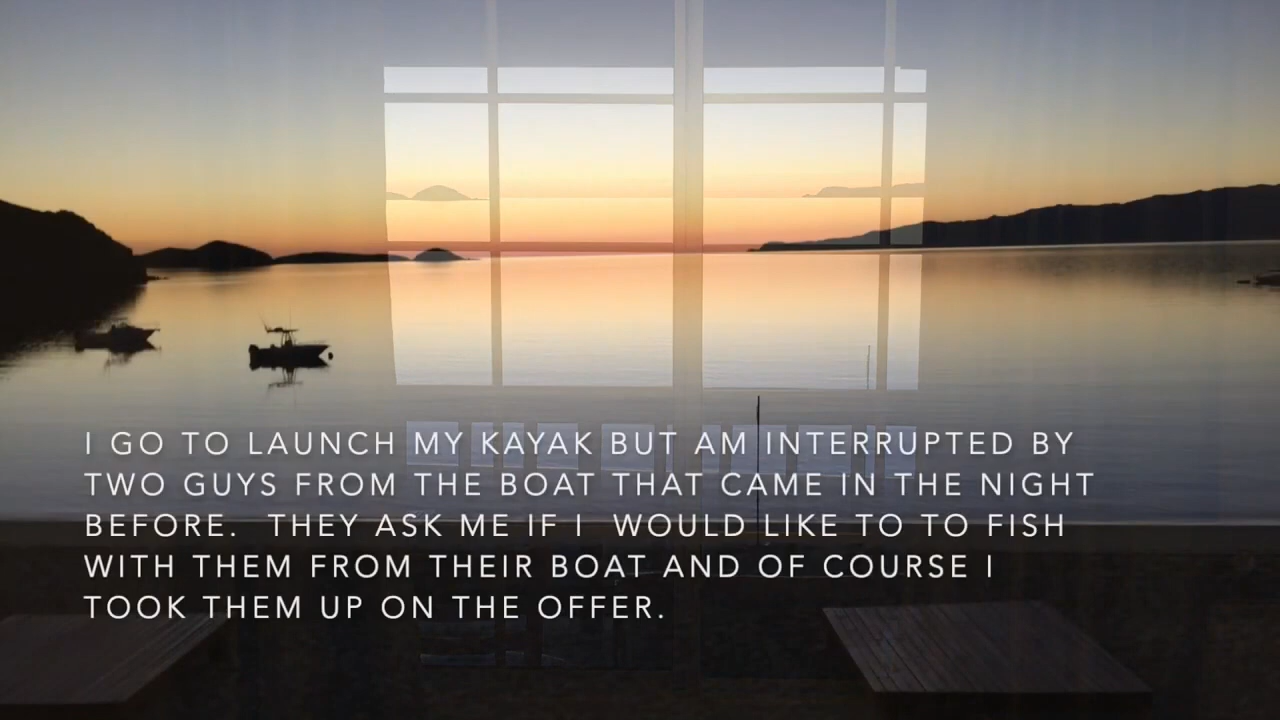 I GO TO LAUNCH MY KAYAK BUT AM INTERRUPTED BY
TWO GUYS FROM THE BOAT THAT CAME IN THE NIGHT
BEFORE.  THEY ASK ME IF I  WOULD LIKE TO TO FISH
WITH THEM FROM THEIR BOAT AND OF COURSE I
TOOK THEM UP ON THE OFFER.